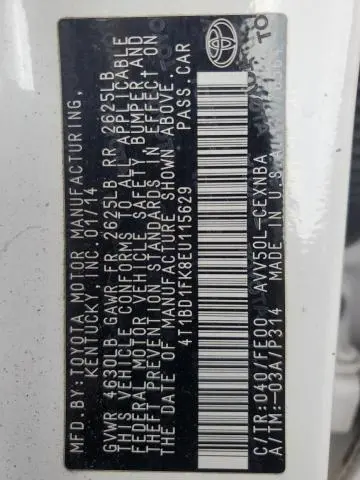 MFD. BY: TOYOTA MOTOR MANUFACTURING,
KENTUCKY, INC. 01/14
GVWR 4630LB GAWR FR 2625LB RR 2625LB
THIS VEHICLE CONFORMS TO ALL APPLICABLE
FEDERAL MOTOR VEHICLE SAFETY, BUMPER AND
THEFT PREVENTION STANDARDS IN EFFECT ON
THE DATE OF MANUFACTURE SHOWN ABOVE.
4T1BD1FK8EU115629 PASS. CAR
C/TR: 040/FE00 AVV50L-CEXNBA
A/TM: -03A/P314 MADE IN U.S.A.